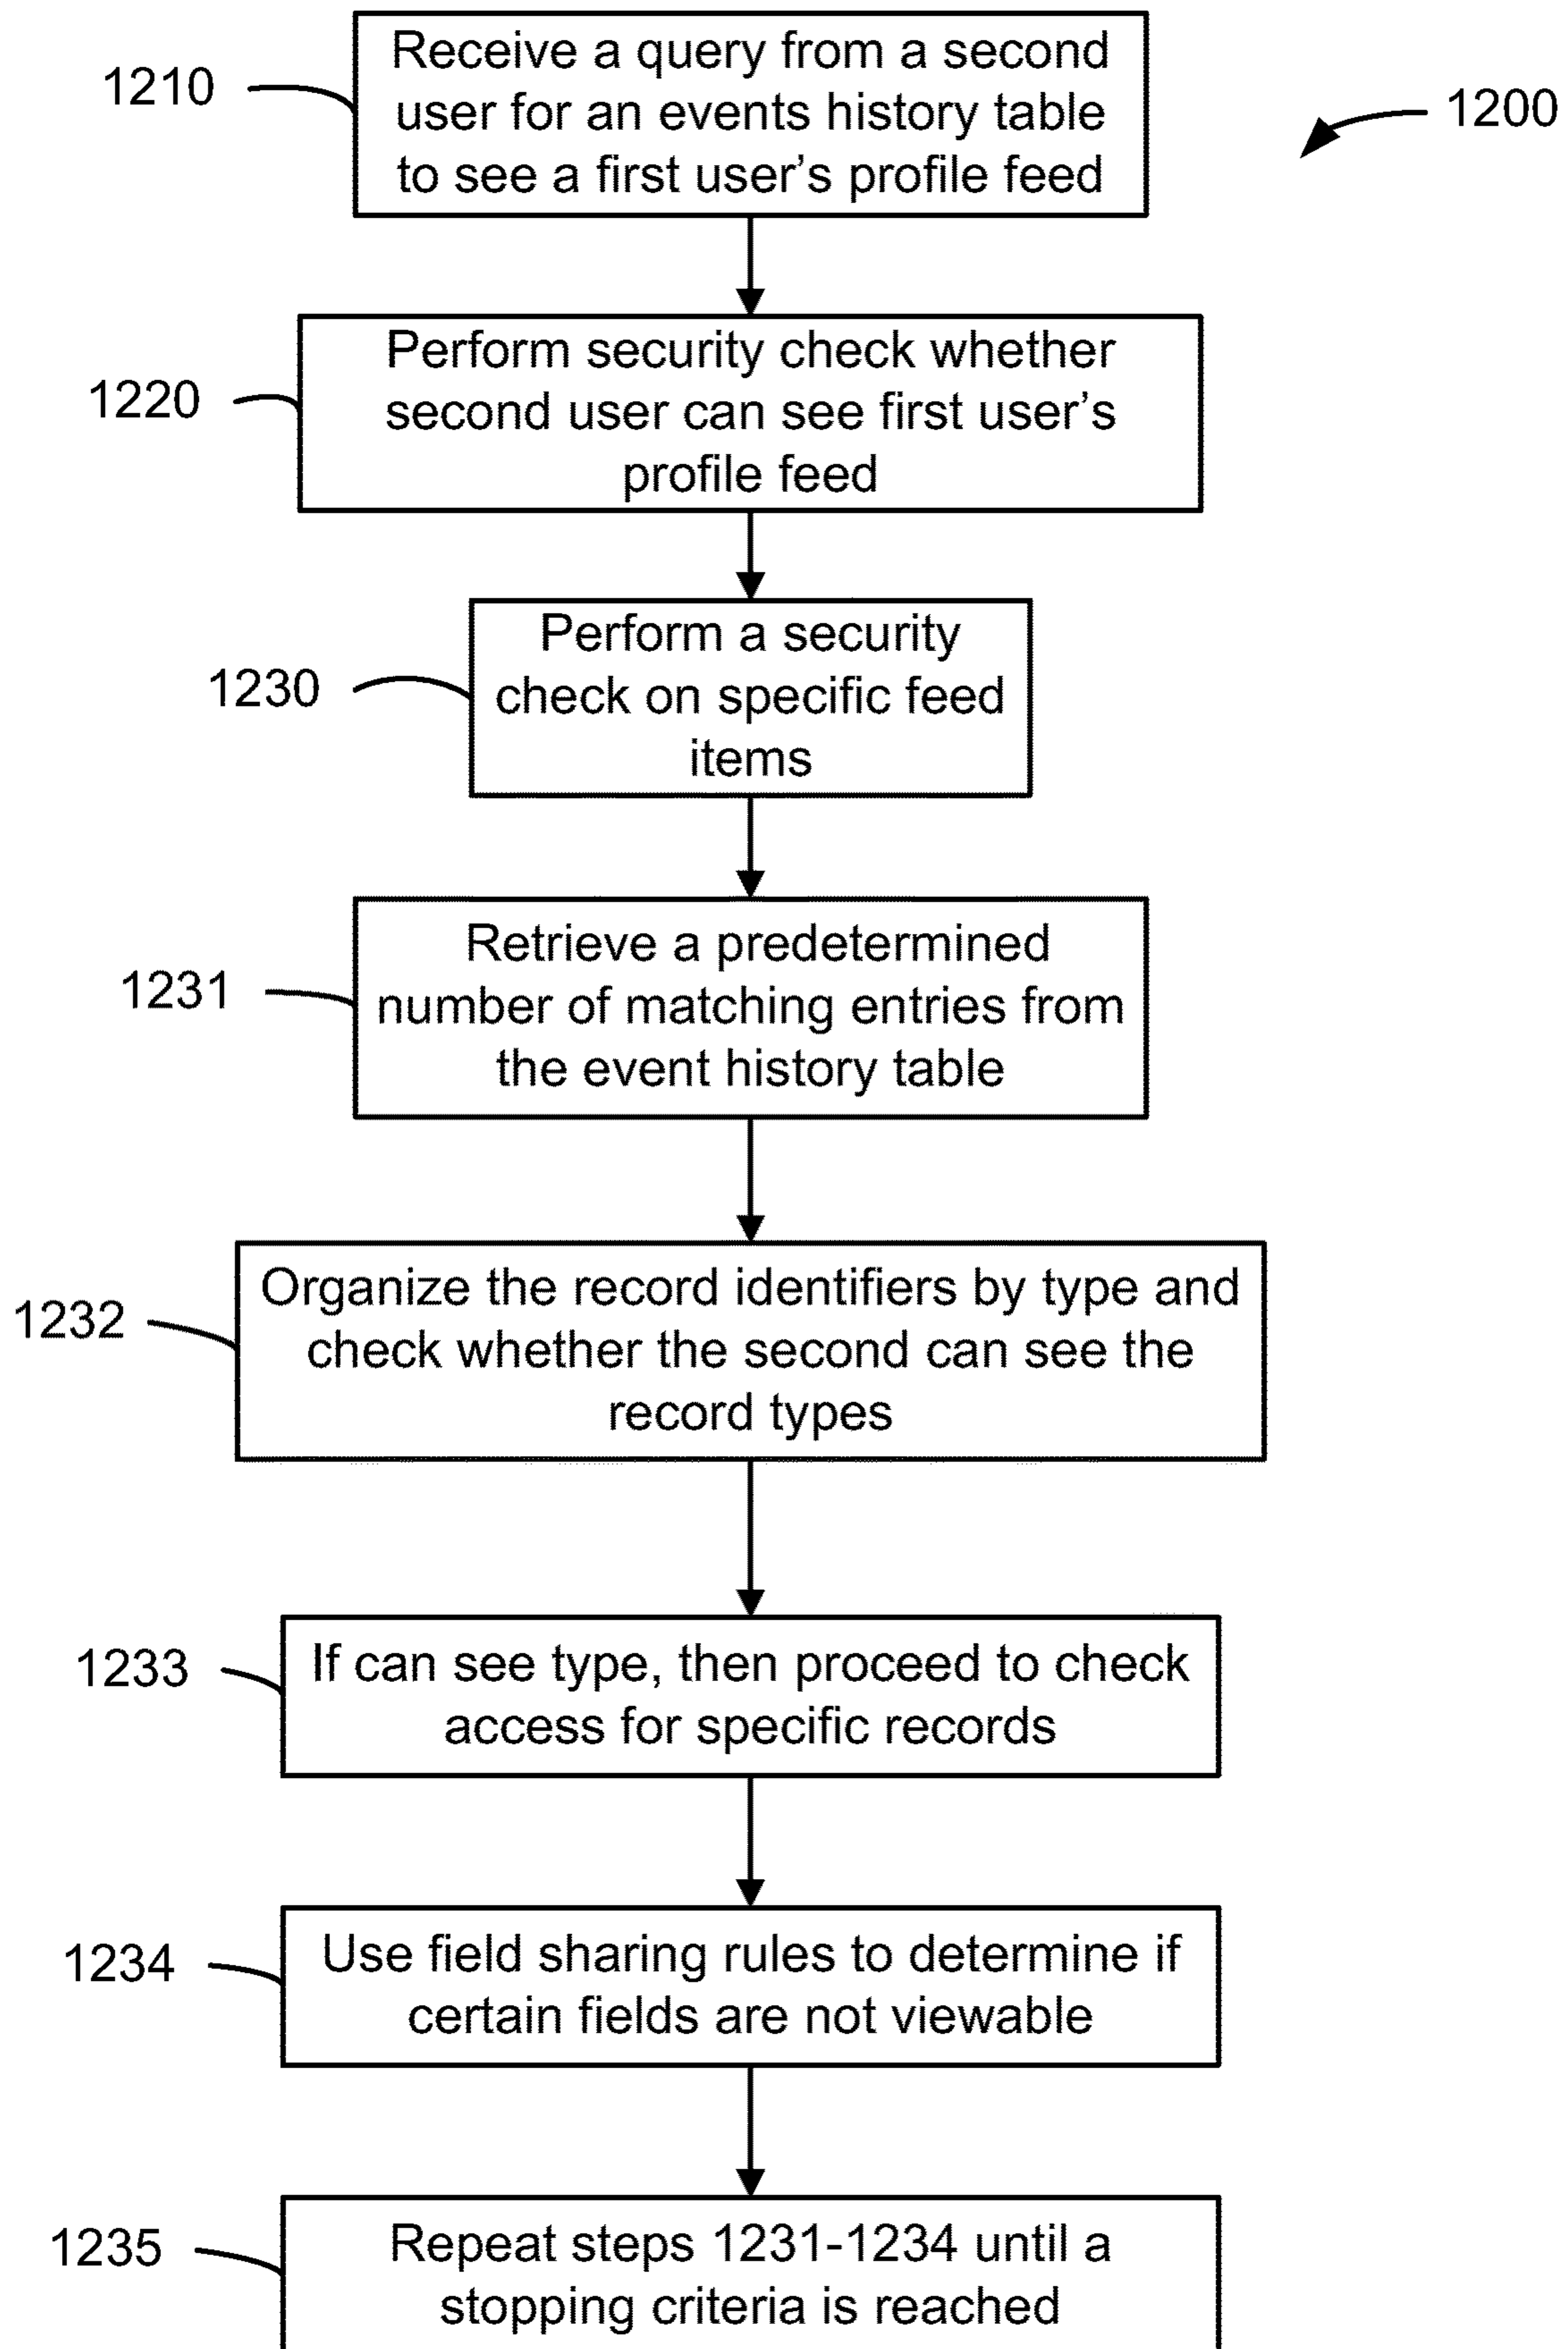 1210
Receive a query from a second
user for an events history table
to see a first user's profile feed
1200
1220
Perform security check whether
second user can see first user's
profile feed
1230
Perform a security
check on specific feed
items
1231
Retrieve a predetermined
number of matching entries from
the event history table
1232
Organize the record identifiers by type and
check whether the second can see the
record types
1233
If can see type, then proceed to check
access for specific records
1234
Use field sharing rules to determine if
certain fields are not viewable
1235
Repeat steps 1231-1234 until a
stopping criteria is reached